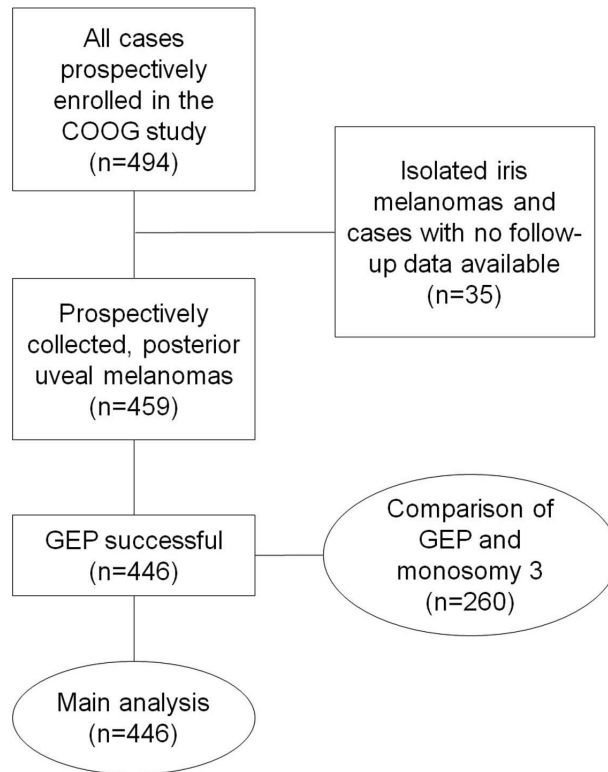 All cases
prospectively
enrolled in the
COOG study
(n=494)
Isolated iris
melanomas and
cases with no follow-
up data available
(n=35)
Prospectively
collected, posterior
uveal melanomas
(n=459)
GEP successful
(n=446)
Comparison of
GEP and
monosomy 3
(n=260)
Main analysis
(n=446)